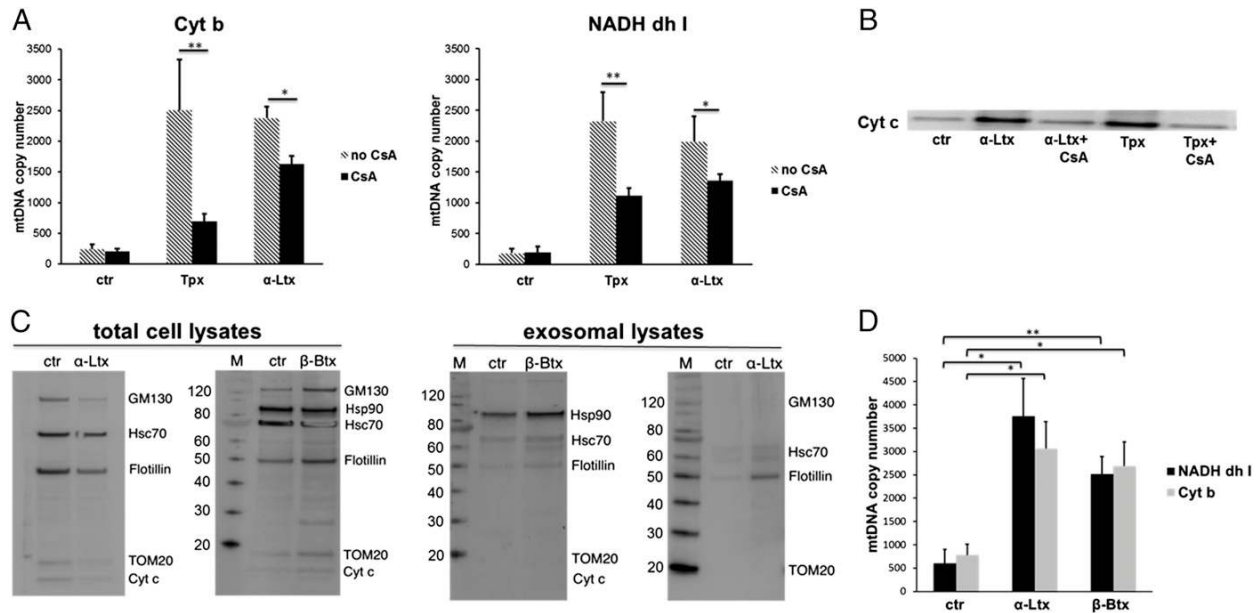 A
Cyt b
mtDNA copy number
3500
3000
2500
2000
1500
1000
500
0
**
*
ctr Tpx α-Ltx
no CsA
CsA
NADH dh I
mtDNA copy number
3500
3000
2500
2000
1500
1000
500
0
**
*
ctr Tpx α-Ltx
no CsA
CsA
B
Cyt c
ctr α-Ltx α-Ltx+ CsA Tpx Tpx+ CsA
C
total cell lysates
ctr α-Ltx
GM130
Hsc70
Flotillin
TOM20
Cyt c
M ctr β-Btx
120
80
60
50
40
30
20
GM130
Hsp90
Hsc70
Flotillin
TOM20
Cyt c
exosomal lysates
M ctr β-Btx
120
80
60
50
40
30
20
Hsp90
Hsc70
Flotillin
TOM20
Cyt c
M ctr α-Ltx
120
80
60
50
40
30
20
GM130
Hsc70
Flotillin
TOM20
D
mtDNA copy numnber
5000
4500
4000
3500
3000
2500
2000
1500
1000
500
0
**
*
*
*
ctr α-Ltx β-Btx
NADH dh I
Cyt b